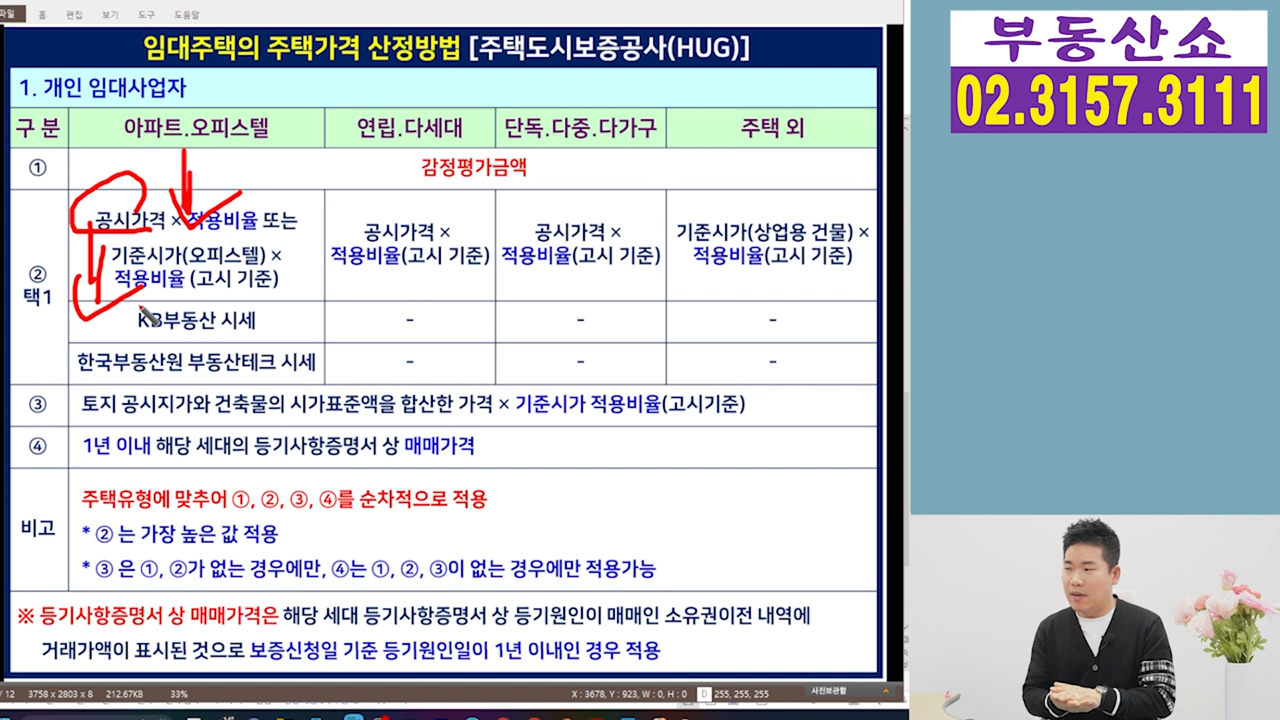 파일 홈 편집 보기 도구 도움말
임대주택의 주택가격 산정방법 [주택도시보증공사(HUG)]
1. 개인 임대사업자
구 분 아파트.오피스텔 연립.다세대 단독.다중.다가구 주택 외
① 감정평가금액
② 택1
공시가격 × 적용비율 또는
기준시가(오피스텔) ×
적용비율 (고시 기준)
공시가격 ×
적용비율(고시 기준)
공시가격 ×
적용비율(고시 기준)
기준시가(상업용 건물) ×
적용비율(고시 기준)
KB부동산 시세 - - -
한국부동산원 부동산테크 시세 - - -
③ 토지 공시지가와 건축물의 시가표준액을 합산한 가격 × 기준시가 적용비율(고시기준)
④ 1년 이내 해당 세대의 등기사항증명서 상 매매가격
비고
주택유형에 맞추어 ①, ②, ③, ④를 순차적으로 적용
* ② 는 가장 높은 값 적용
* ③ 은 ①, ②가 없는 경우에만, ④는 ①, ②, ③이 없는 경우에만 적용가능
※ 등기사항증명서 상 매매가격은 해당 세대 등기사항증명서 상 등기원인이 매매인 소유권이전 내역에
거래가액이 표시된 것으로 보증신청일 기준 등기원인일이 1년 이내인 경우 적용
/ 12 3758 x 2803 x 8 212.67KB 33% X : 3678, Y : 923, W : 0, H : 0 D 255, 255, 255 사진보관함
부동산쇼
02.3157.3111